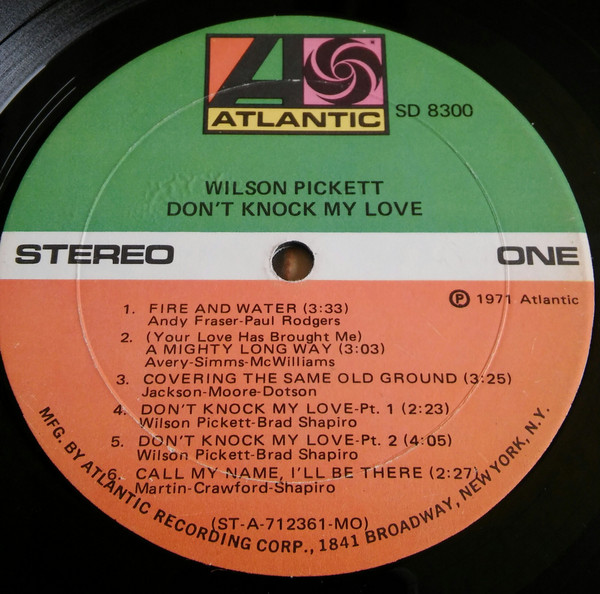 ATLANTIC
SD 8300
WILSON PICKETT
DON'T KNOCK MY LOVE
STEREO
ONE
℗ 1971 Atlantic
1. FIRE AND WATER (3:33)
Andy Fraser-Paul Rodgers
2. (Your Love Has Brought Me)
A MIGHTY LONG WAY (3:03)
Avery-Simms-McWilliams
3. COVERING THE SAME OLD GROUND (3:25)
Jackson-Moore-Dotson
4. DON'T KNOCK MY LOVE-Pt. 1 (2:23)
Wilson Pickett-Brad Shapiro
5. DON'T KNOCK MY LOVE-Pt. 2 (4:05)
Wilson Pickett-Brad Shapiro
6. CALL MY NAME, I'LL BE THERE (2:27)
Martin-Crawford-Shapiro
(ST-A-712361-MO)
MFG. BY ATLANTIC RECORDING CORP., 1841 BROADWAY, NEW YORK, N.Y.